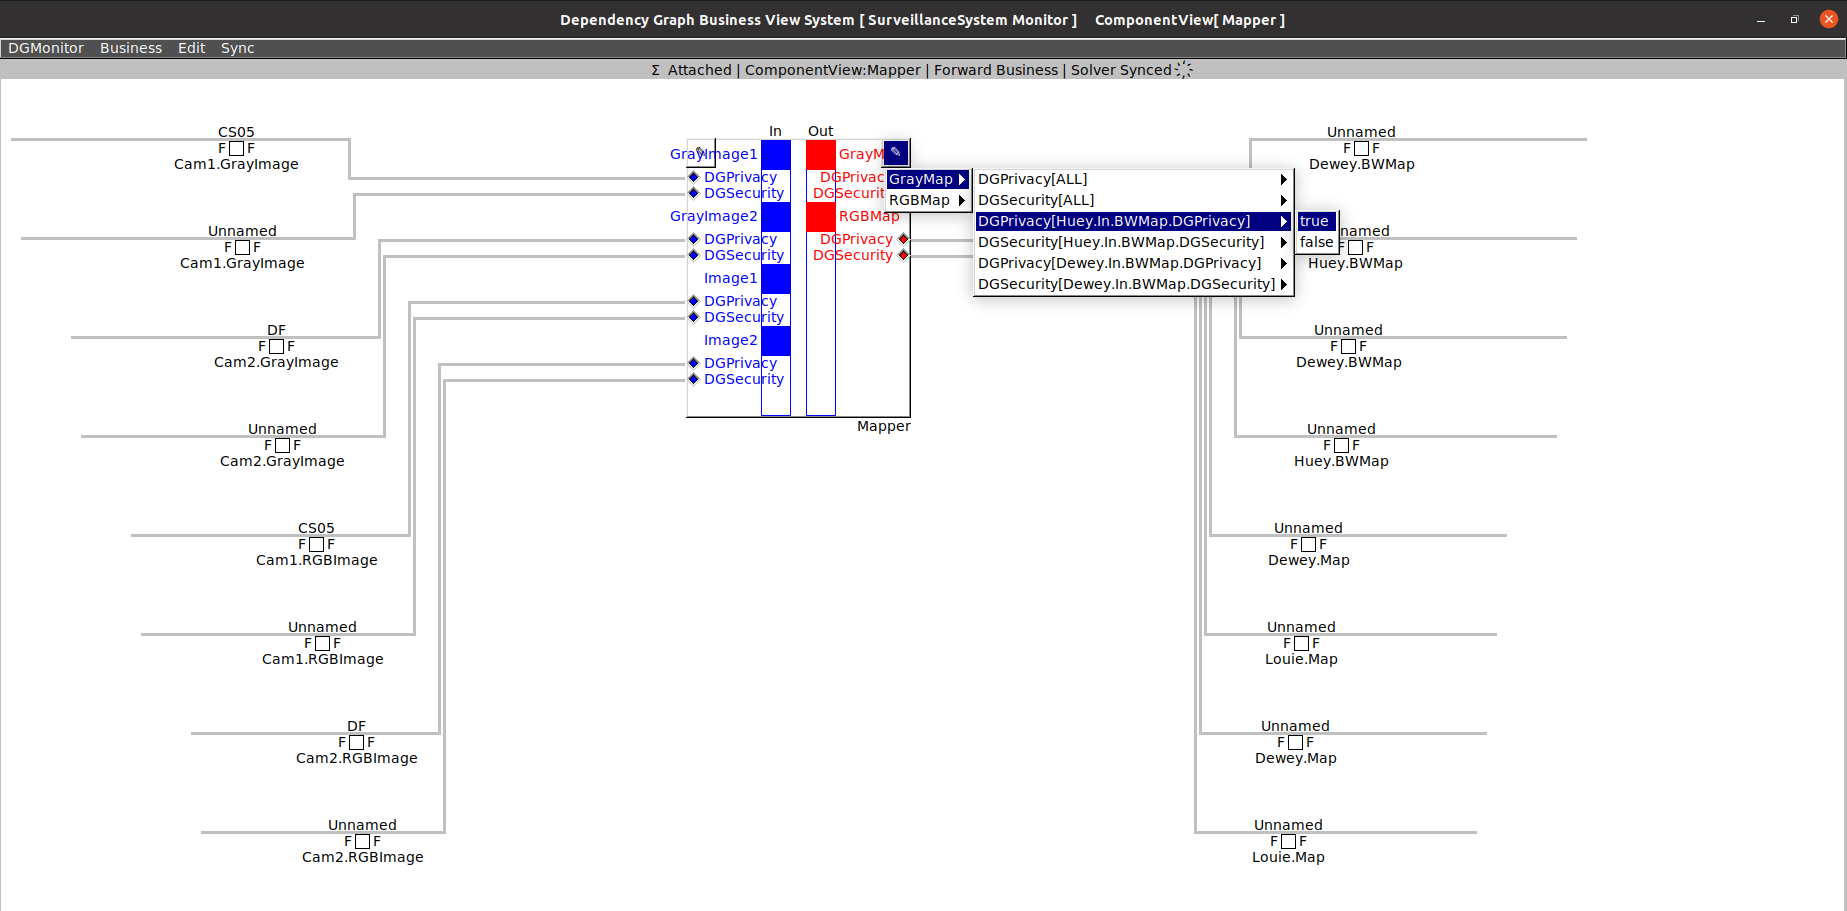 Dependency Graph Business View System [ SurveillanceSystem Monitor ]    ComponentView[ Mapper ]
DGMonitor Business Edit Sync
Σ Attached | ComponentView:Mapper | Forward Business | Solver Synced
CS05
F F
Cam1.GrayImage
Unnamed
F F
Cam1.GrayImage
DF
F F
Cam2.GrayImage
Unnamed
F F
Cam2.GrayImage
CS05
F F
Cam1.RGBImage
Unnamed
F F
Cam1.RGBImage
DF
F F
Cam2.RGBImage
Unnamed
F F
Cam2.RGBImage
In Out
GrayImage1
DGPrivacy
DGSecurity
GrayImage2
DGPrivacy
DGSecurity
Image1
DGPrivacy
DGSecurity
Image2
DGPrivacy
DGSecurity
GrayM
DGPrivac
DGSecurit
RGBMap
DGPrivacy
DGSecurity
Mapper
GrayMap
RGBMap
DGPrivacy[ALL]
DGSecurity[ALL]
DGPrivacy[Huey.In.BWMap.DGPrivacy]
DGSecurity[Huey.In.BWMap.DGSecurity]
DGPrivacy[Dewey.In.BWMap.DGPrivacy]
DGSecurity[Dewey.In.BWMap.DGSecurity]
true
false
Unnamed
F F
Dewey.BWMap
named
F F
Huey.BWMap
Unnamed
F F
Dewey.BWMap
Unnamed
F F
Huey.BWMap
Unnamed
F F
Dewey.Map
Unnamed
F F
Louie.Map
Unnamed
F F
Dewey.Map
Unnamed
F F
Louie.Map